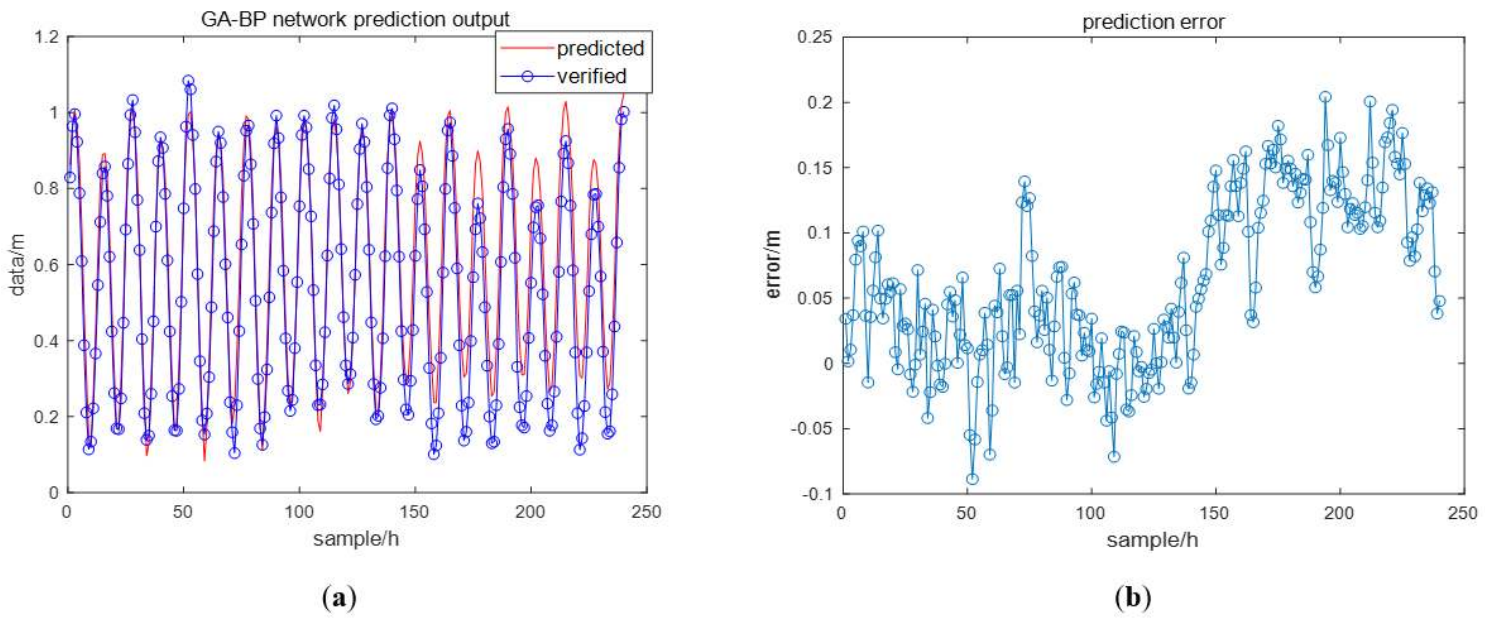 GA-BP network prediction output
predicted
verified
1.2
1
0.8
0.6
0.4
0.2
0
data/m
0
50
100
150
200
250
sample/h
(a)
prediction error
0.25
0.2
0.15
0.1
0.05
0
-0.05
-0.1
error/m
0
50
100
150
200
250
sample/h
(b)